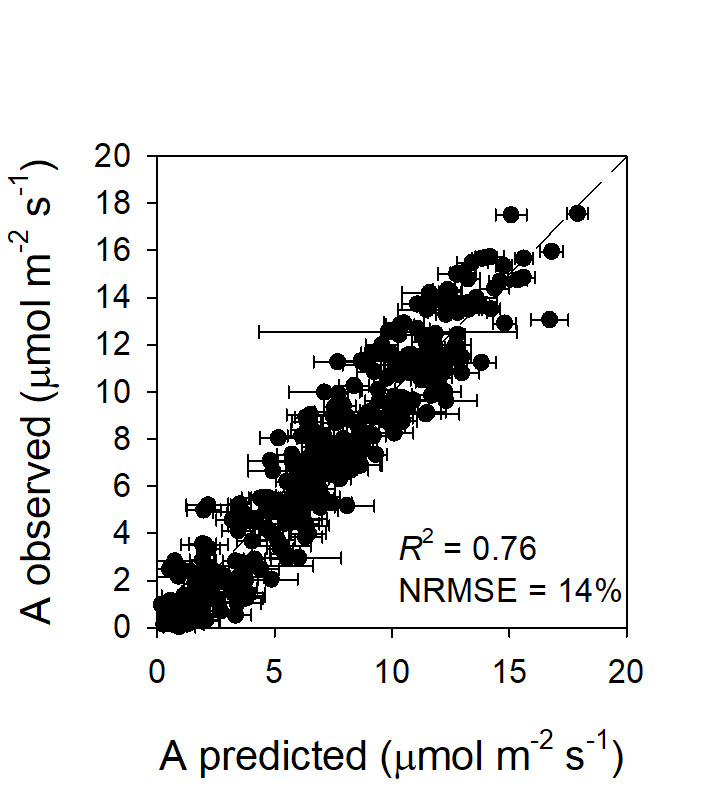 20
18
16
14
12
10
8
6
4
2
0
A observed (μmol m⁻² s⁻¹)
R² = 0.76
NRMSE = 14%
0 5 10 15 20
A predicted (μmol m⁻² s⁻¹)